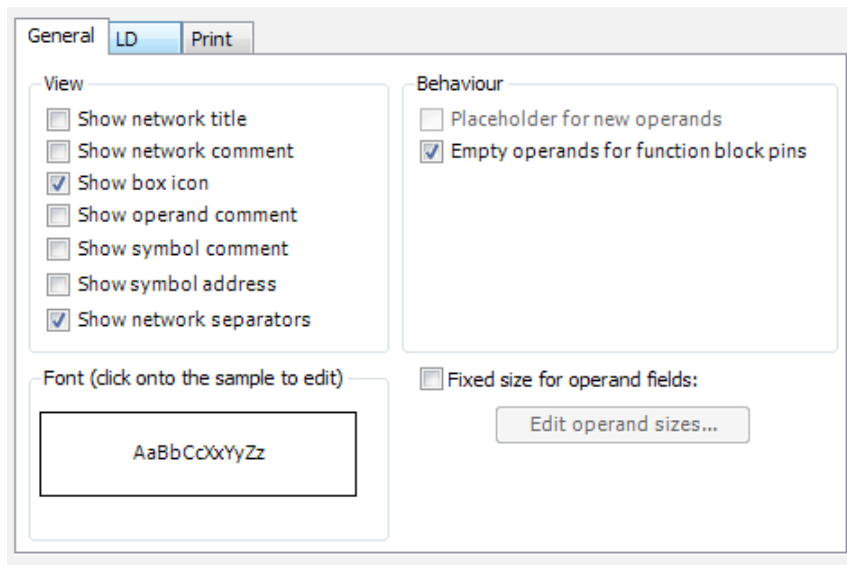 General
LD
Print
View
Show network title
Show network comment
Show box icon
Show operand comment
Show symbol comment
Show symbol address
Show network separators
Behaviour
Placeholder for new operands
Empty operands for function block pins
Font (click onto the sample to edit)
AaBbCcXxYyZz
Fixed size for operand fields:
Edit operand sizes...